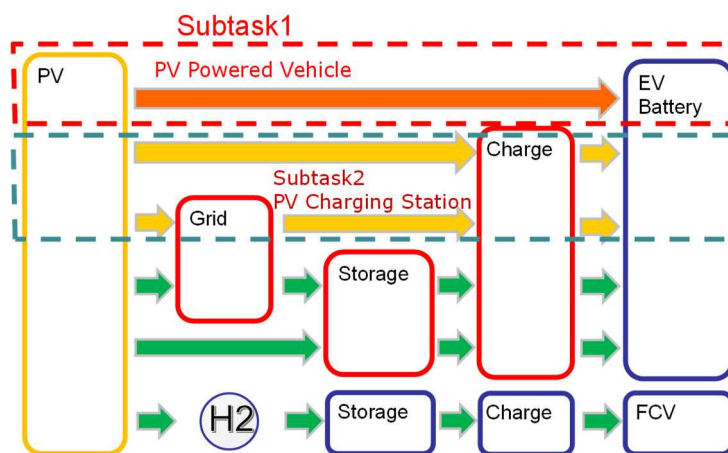 Subtask1
PV
PV Powered Vehicle
EV
Battery
Charge
Subtask2
PV Charging Station
Grid
Storage
H2
Storage
Charge
FCV